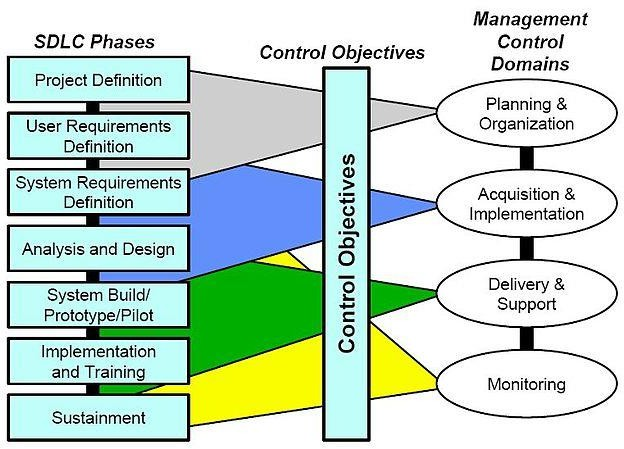 SDLC Phases
Project Definition
User Requirements
Definition
System Requirements
Definition
Analysis and Design
System Build/
Prototype/Pilot
Implementation
and Training
Sustainment
Control Objectives
Control Objectives
Management
Control
Domains
Planning &
Organization
Acquisition &
Implementation
Delivery &
Support
Monitoring